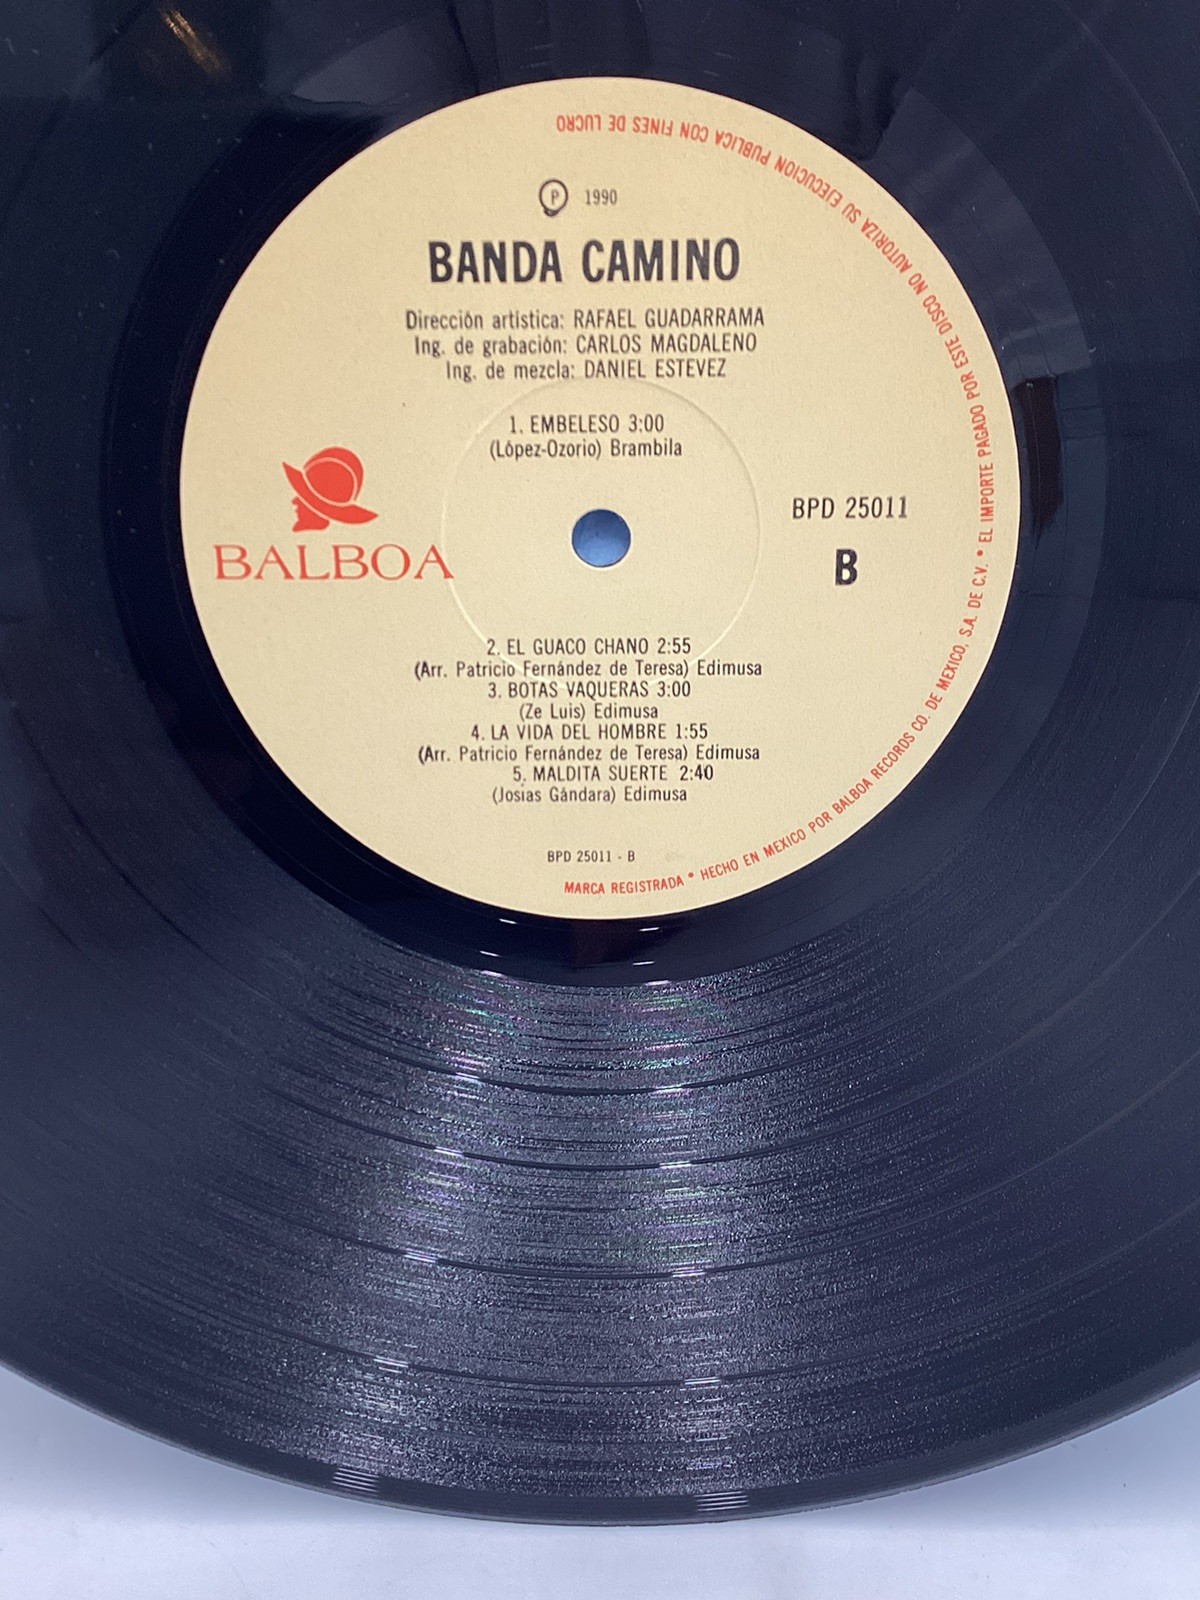 ℗ 1990
BANDA CAMINO
Dirección artística: RAFAEL GUADARRAMA
Ing. de grabación: CARLOS MAGDALENO
Ing. de mezcla: DANIEL ESTEVEZ
1. EMBELESO 3:00
(López-Ozorio) Brambila
BALBOA
BPD 25011
B
2. EL GUACO CHANO 2:55
(Arr. Patricio Fernández de Teresa) Edimusa
3. BOTAS VAQUERAS 3:00
(Ze Luis) Edimusa
4. LA VIDA DEL HOMBRE 1:55
(Arr. Patricio Fernández de Teresa) Edimusa
5. MALDITA SUERTE 2:40
(Josías Gándara) Edimusa
BPD 25011 - B
MARCA REGISTRADA • HECHO EN MEXICO POR BALBOA RECORDS CO. DE MEXICO, S.A. DE C.V. • EL IMPORTE PAGADO POR ESTE DISCO NO AUTORIZA SU EJECUCION PUBLICA CON FINES DE LUCRO